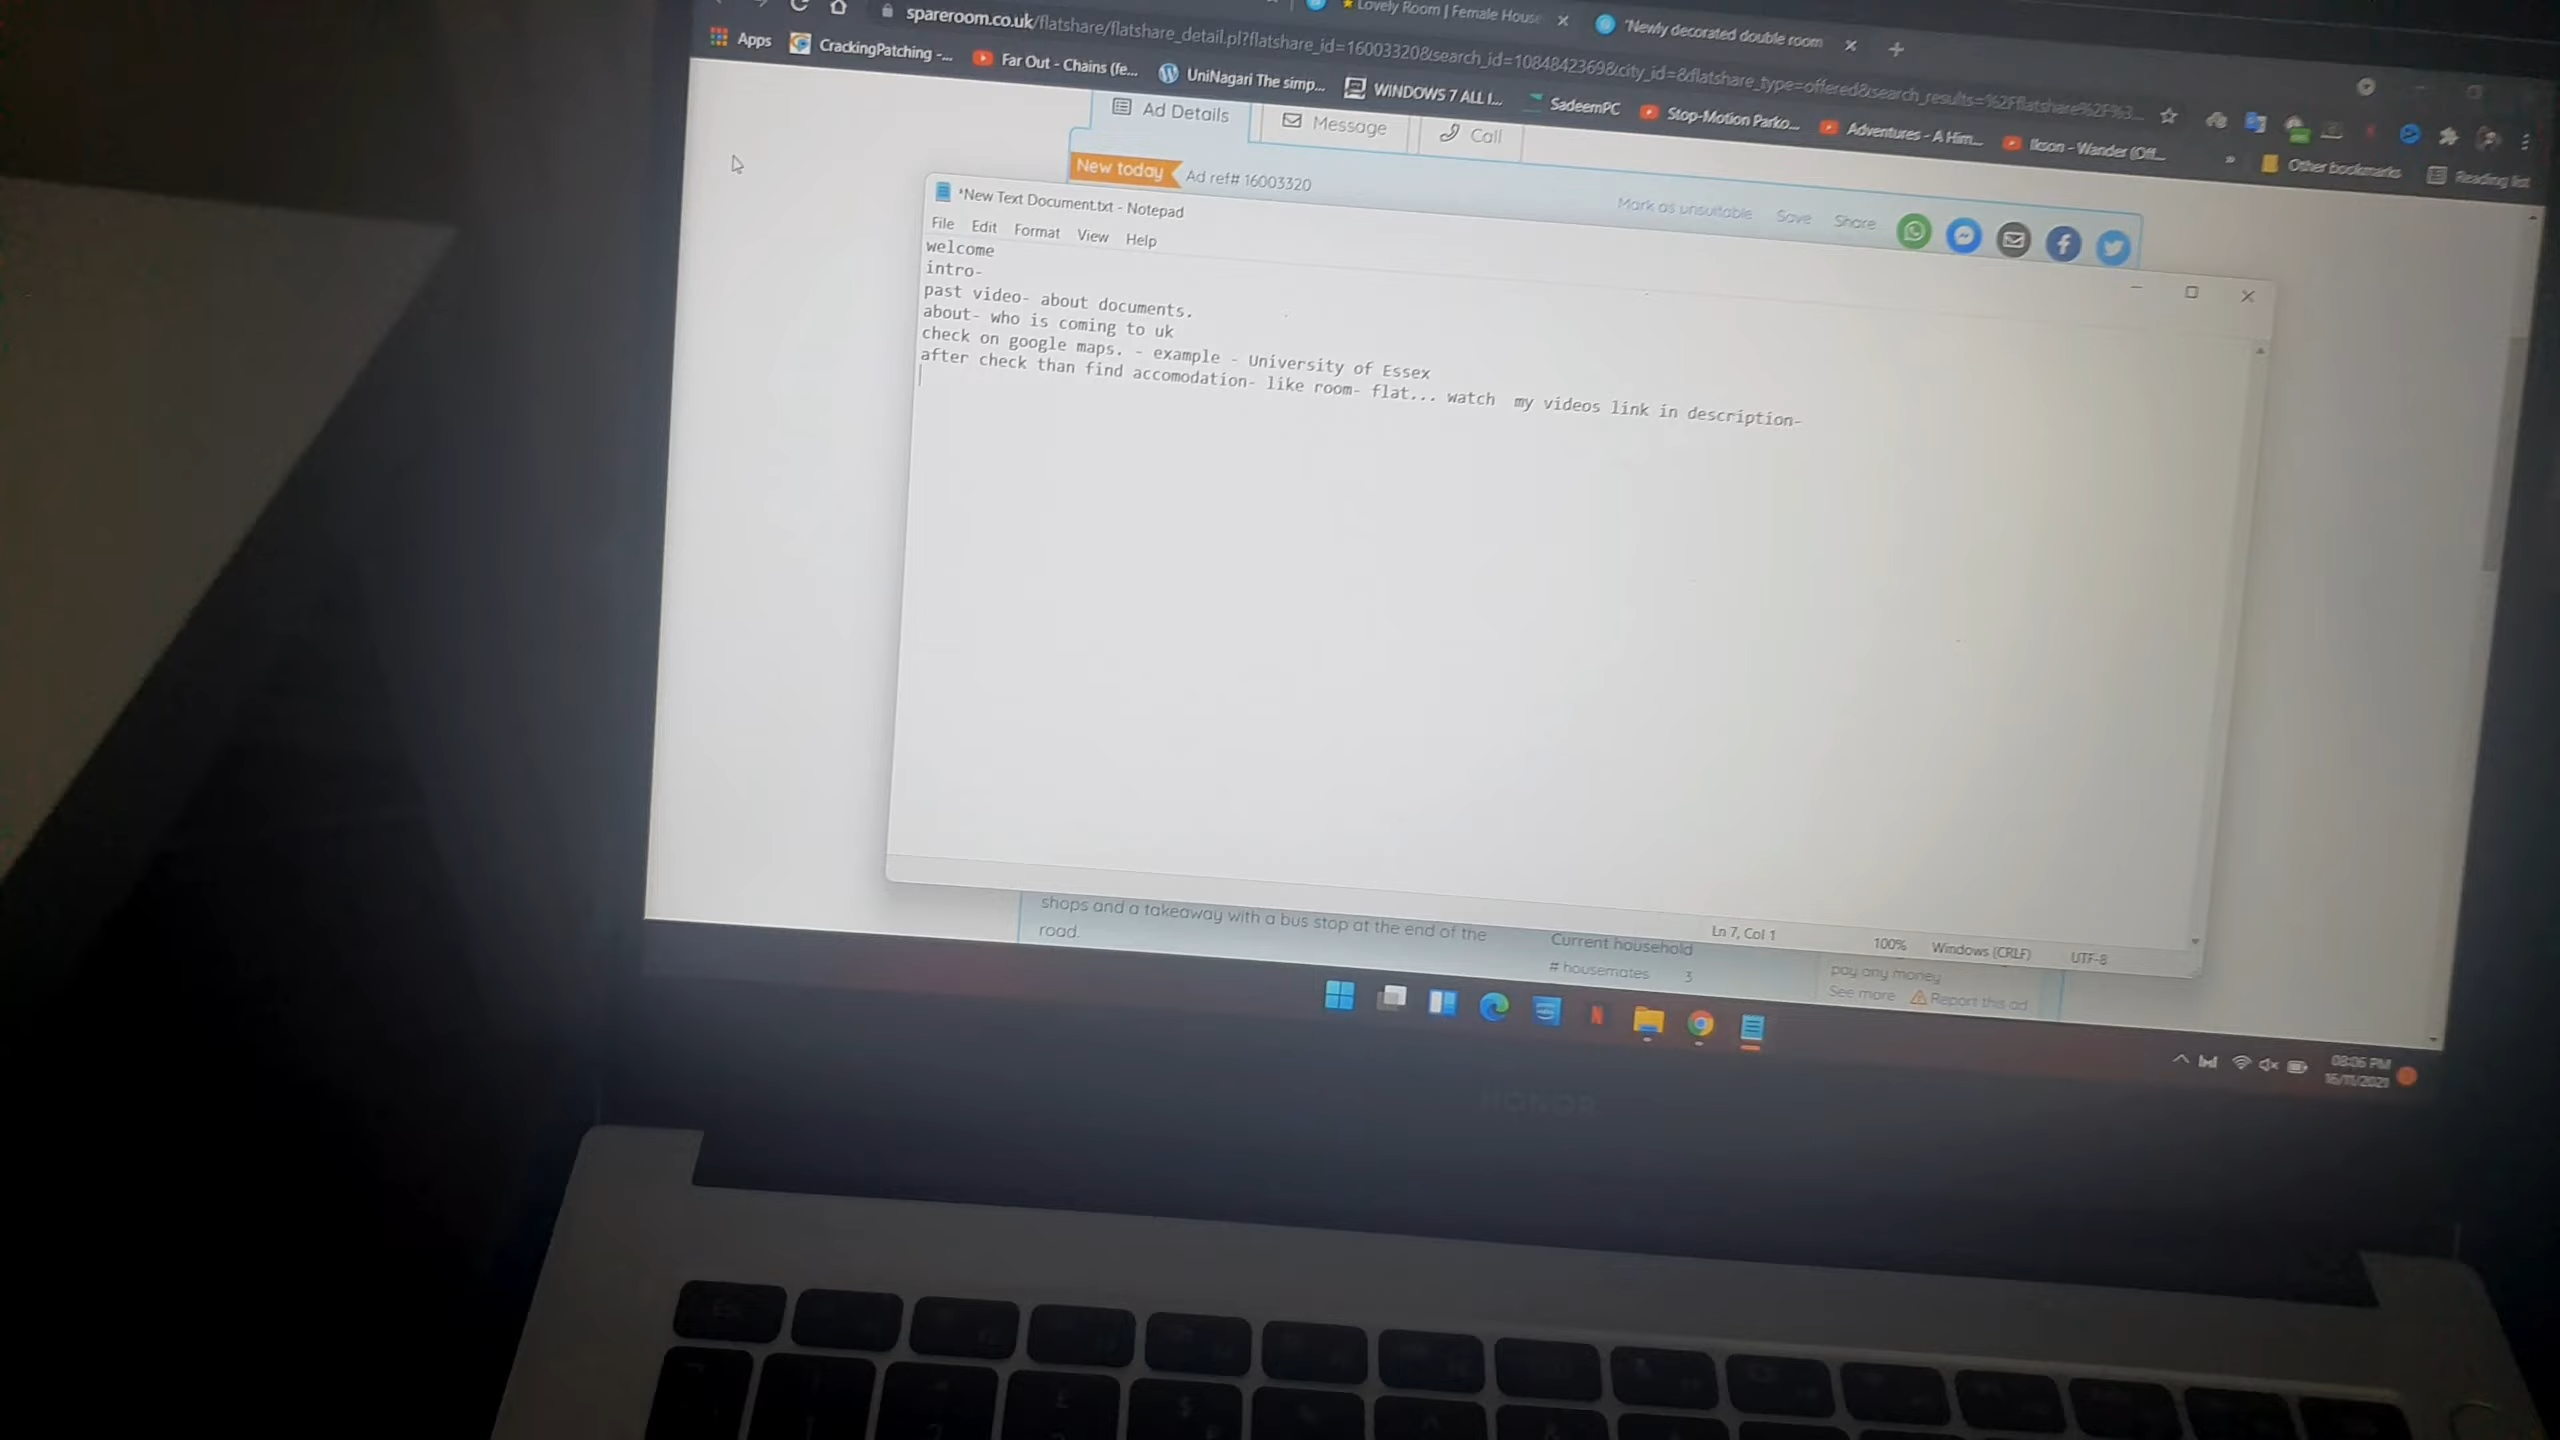 Lovely Room | Female House
"Newly decorated double room
spareroom.co.uk/flatshare/flatshare_detail.pl?flatshare_id=16003320&search_id=1084842369&city_id=&flatshare_type=offered&search_results=%2Fflatshare%2F%3...
Apps
CrackingPatching -...
Far Out - Chains (fe...
UniNagari The simp...
WINDOWS 7 ALL I...
SadeemPC
Stop-Motion Parko...
Adventures - A Him...
Ikson - Wander (Off...
»
Other bookmarks
Reading list
Ad Details
Message
Call
New today
Ad ref# 16003320
Mark as unsuitable
Save
Share
*New Text Document.txt - Notepad
File Edit Format View Help
welcome
intro-
past video- about documents.
about- who is coming to uk
check on google maps. - example - University of Essex
after check than find accomodation- like room- flat... watch  my videos link in description-
Ln 7, Col 1
100%
Windows (CRLF)
UTF-8
shops and a takeaway with a bus stop at the end of the
road.
Current household
# housemates 3
pay any money
See more
Report this ad
08:06 PM
16/11/2021
HONOR